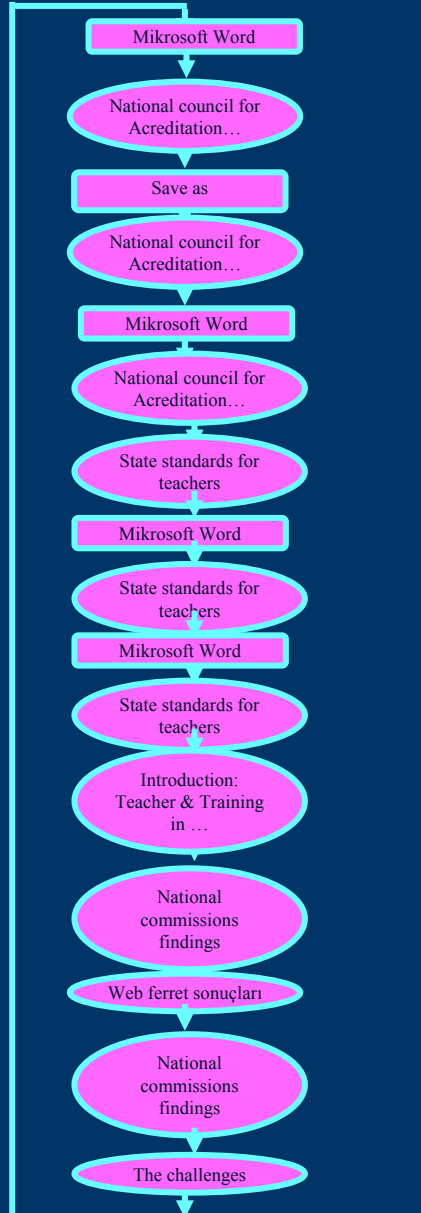 Mikrosoft Word
National council for
Acreditation…
Save as
National council for
Acreditation…
Mikrosoft Word
National council for
Acreditation…
State standards for
teachers
Mikrosoft Word
State standards for
teachers
Mikrosoft Word
State standards for
teachers
Introduction:
Teacher & Training
in …
National
commissions
findings
Web ferret sonuçları
National
commissions
findings
The challenges